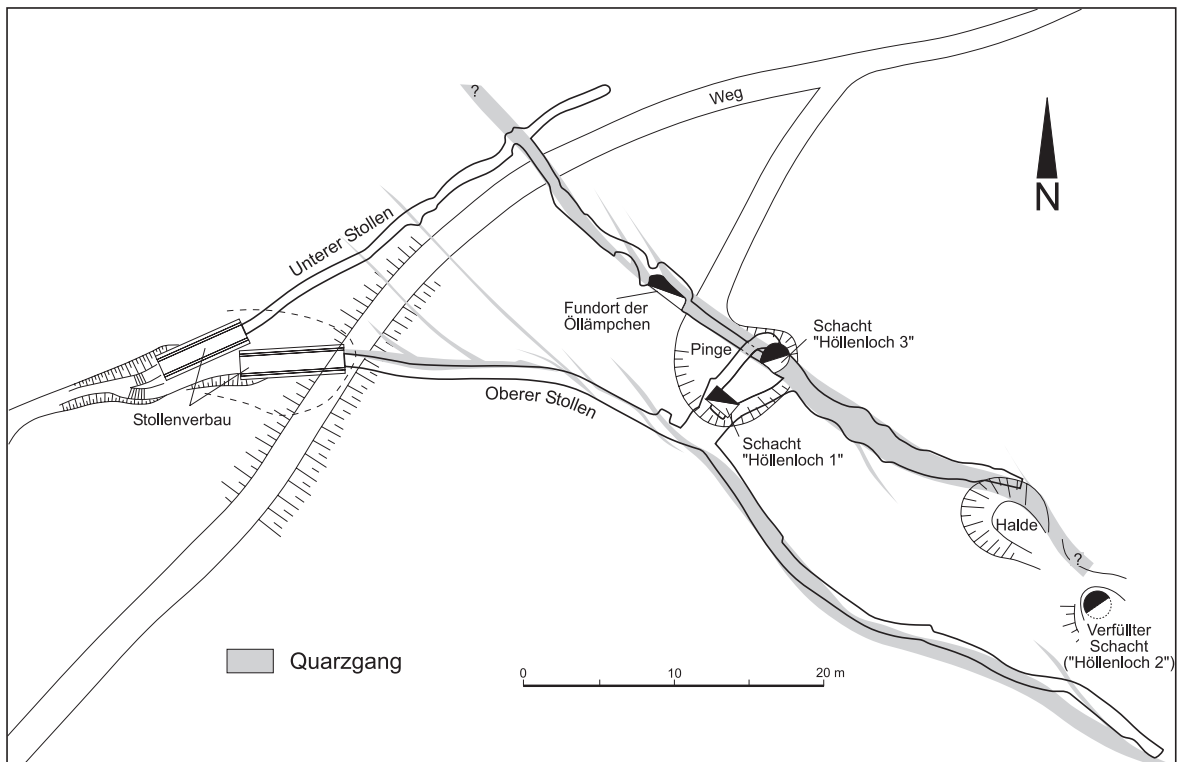 ?
Weg
N
Unterer Stollen
Fundort der
Öllämpchen
Pinge
Schacht
"Höllenloch 3"
Stollenverbau
Oberer Stollen
Schacht
"Höllenloch 1"
Halde
?
Verfüllter
Schacht
("Höllenloch 2")
Quarzgang
0
10
20 m